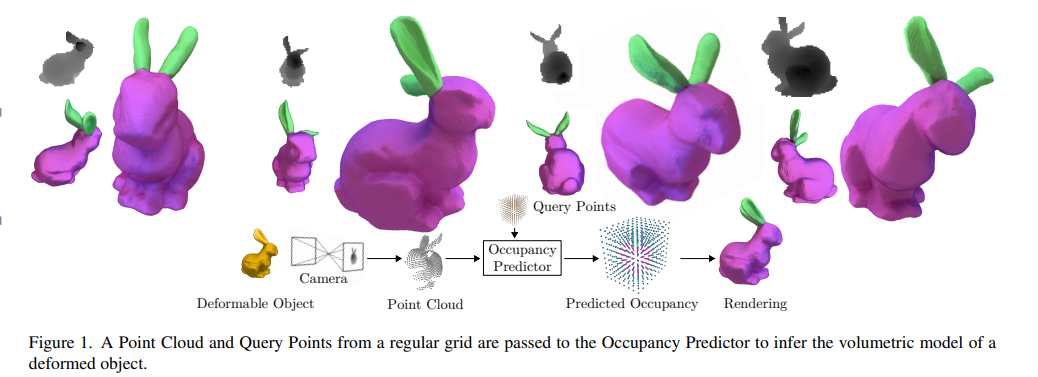 Query Points
Occupancy
Predictor
Camera
Deformable Object
Point Cloud
Predicted Occupancy
Rendering
Figure 1. A Point Cloud and Query Points from a regular grid are passed to the Occupancy Predictor to infer the volumetric model of a
deformed object.